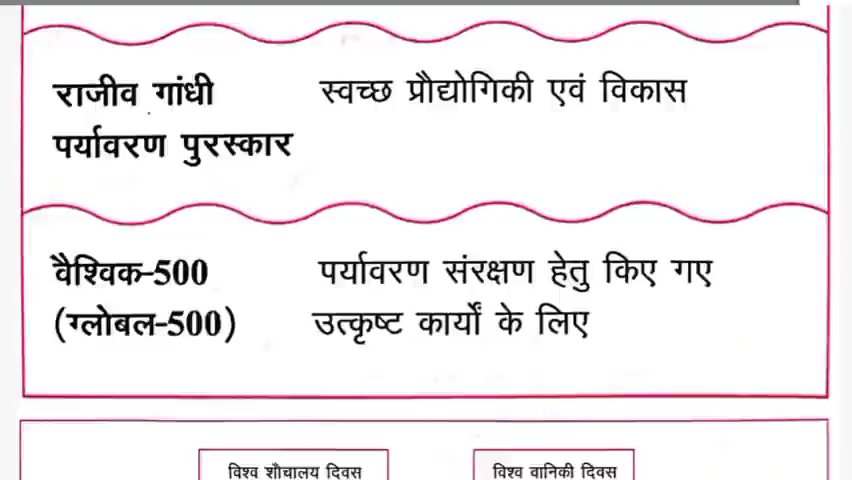 राजीव गांधी स्वच्छ प्रौद्योगिकी एवं विकास
पर्यावरण पुरस्कार
वैश्विक-500 पर्यावरण संरक्षण हेतु किए गए
(ग्लोबल-500) उत्कृष्ट कार्यों के लिए
विश्व शौचालय दिवस विश्व वानिकी दिवस